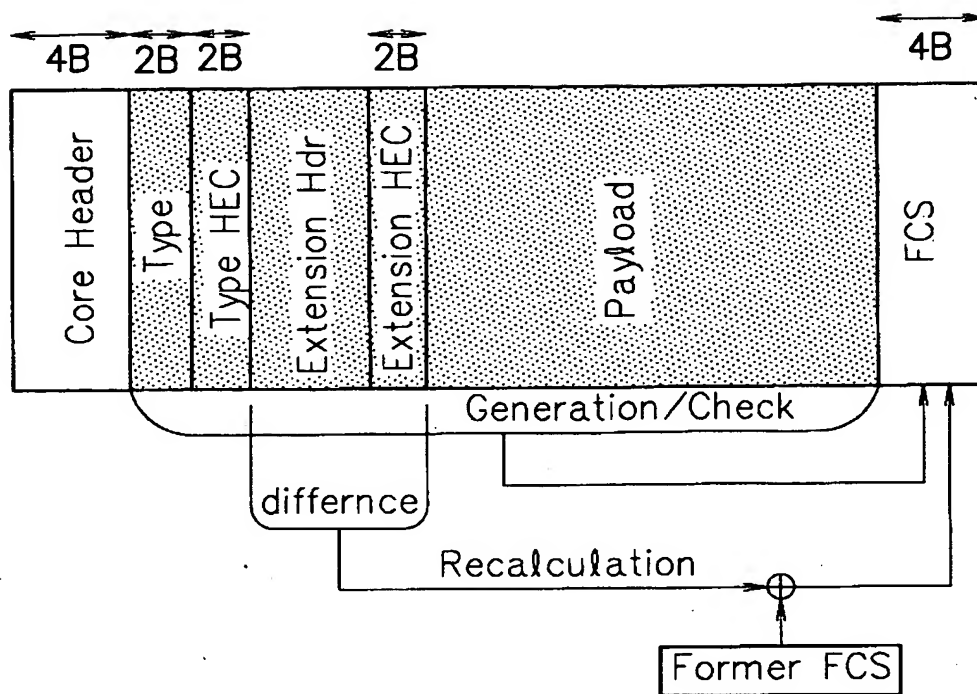 4B 2B 2B 2B 4B
Core Header
Type
Type HEC
Extension Hdr
Extension HEC
Payload
FCS
Generation/Check
differnce
Recalculation
Former FCS